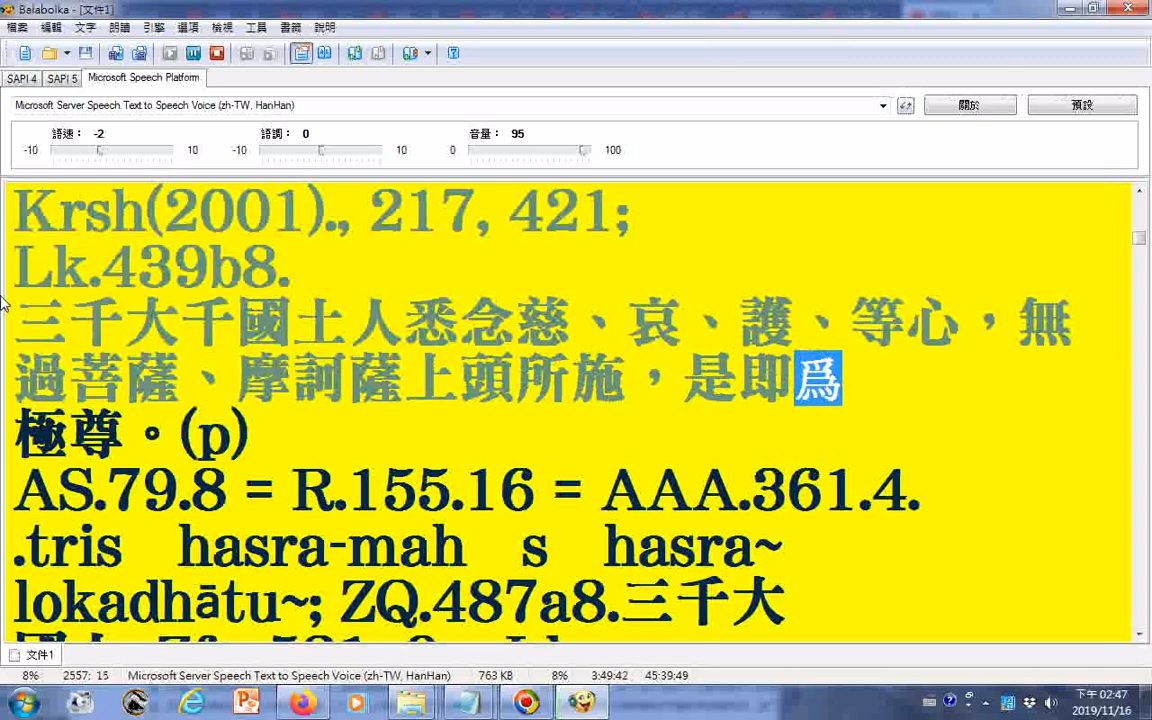 Balabolka - [文件1]
檔案 編輯 文字 朗讀 引擎 選項 檢視 工具 書籤 說明
SAPI 4 SAPI 5 Microsoft Speech Platform
Microsoft Server Speech Text to Speech Voice (zh-TW, HanHan)
關於 預設
語速： -2 語調： 0 音量： 95
-10 10 -10 10 0 100
Krsh(2001)., 217, 421;
Lk.439b8.
三千大千國土人悉念慈、哀、護、等心，無
過菩薩、摩訶薩上頭所施，是即爲
極尊。(p)
AS.79.8 = R.155.16 = AAA.361.4.
.tris hasra-mah s hasra~
lokadhātu~; ZQ.487a8.三千大
文件1
8% 2557: 15 Microsoft Server Speech Text to Speech Voice (zh-TW, HanHan) 763 KB 8% 3:49:42 45:39:49
下午 02:47
2019/11/16